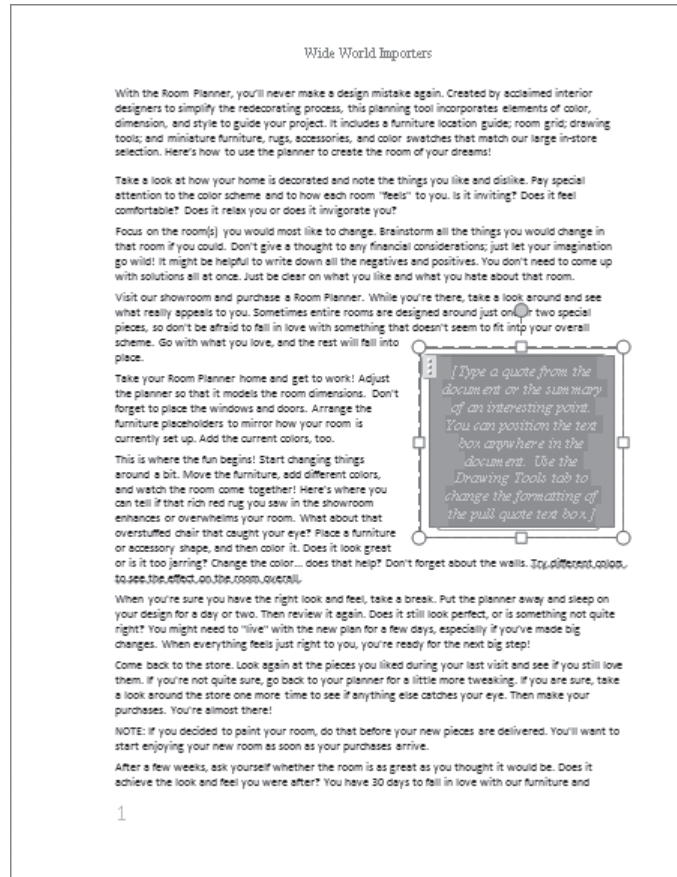 Wide World Importers
With the Room Planner, you'll never make a design mistake again. Created by acclaimed interior
designers to simplify the redecorating process, this planning tool incorporates elements of color,
dimension, and style to guide your project. It includes a furniture location guide; room grid; drawing
tools; and miniature furniture, rugs, accessories, and color swatches that match our large in-store
selection. Here's how to use the planner to create the room of your dreams!
Take a look at how your home is decorated and note the things you like and dislike. Pay special
attention to the color scheme and to how each room "feels" to you. Is it inviting? Does it feel
comfortable? Does it relax you or does it invigorate you?
Focus on the room(s) you would most like to change. Brainstorm all the things you would change in
that room if you could. Don't give a thought to any financial considerations; just let your imagination
go wild! It might be helpful to write down all the negatives and positives. You don't need to come up
with solutions all at once. Just be clear on what you like and what you hate about that room.
Visit our showroom and purchase a Room Planner. While you're there, take a look around and see
what really appeals to you. Sometimes entire rooms are designed around just one or two special
pieces, so don't be afraid to fall in love with something that doesn't seem to fit into your overall
scheme. Go with what you love, and the rest will fall into
place.
Take your Room Planner home and get to work! Adjust
the planner so that it models the room dimensions. Don't
forget to place the windows and doors. Arrange the
furniture placeholders to mirror how your room is
currently set up. Add the current colors, too.
This is where the fun begins! Start changing things
around a bit. Move the furniture, add different colors,
and watch the room come together! Here's where you
can tell if that rich red rug you saw in the showroom
enhances or overwhelms your room. What about that
overstuffed chair that caught your eye? Place a furniture
or accessory shape, and then color it. Does it look great
or is it too jarring? Change the color... does that help? Don't forget about the walls. Try different colors
to see the effect on the room overall.
[Type a quote from the
document or the summary
of an interesting point.
You can position the text
box anywhere in the
document. Use the
Drawing Tools tab to
change the formatting of
the pull quote text box.]
When you're sure you have the right look and feel, take a break. Put the planner away and sleep on
your design for a day or two. Then review it again. Does it still look perfect, or is something not quite
right? You might need to "live" with the new plan for a few days, especially if you've made big
changes. When everything feels just right to you, you're ready for the next big step!
Come back to the store. Look again at the pieces you liked during your last visit and see if you still love
them. If you're not quite sure, go back to your planner for a little more tweaking. If you are sure, take
a look around the store one more time to see if anything else catches your eye. Then make your
purchases. You're almost there!
NOTE: If you decided to paint your room, do that before your new pieces are delivered. You'll want to
start enjoying your new room as soon as your purchases arrive.
After a few weeks, ask yourself whether the room is as great as you thought it would be. Does it
achieve the look and feel you were after? You have 30 days to fall in love with our furniture and
1